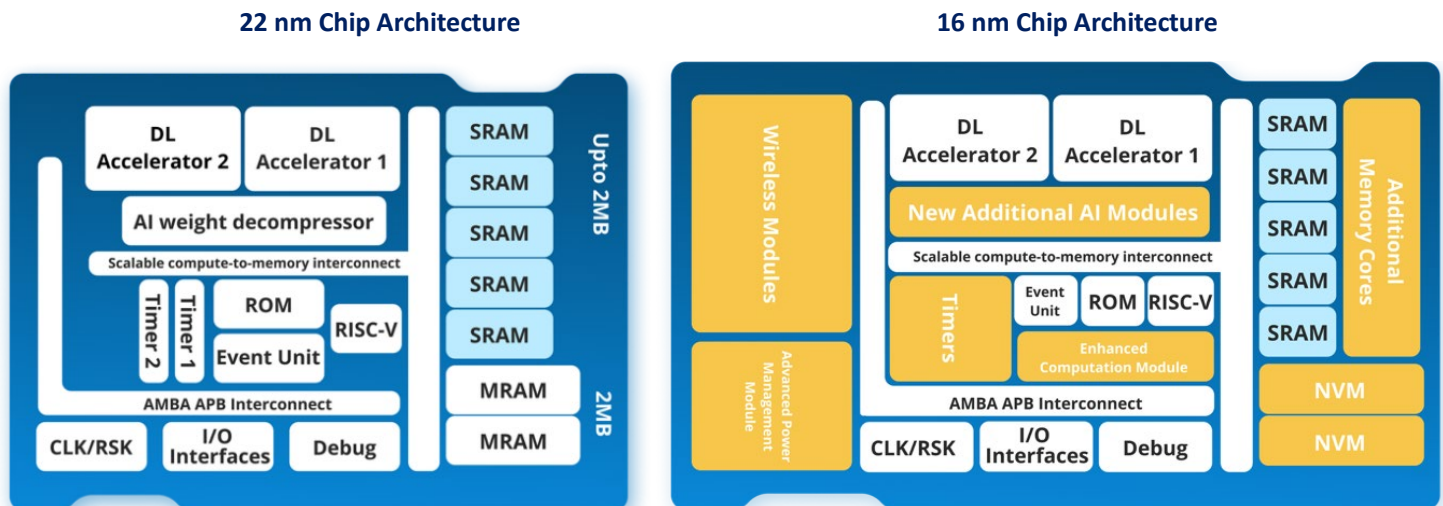 22 nm Chip Architecture
DL
Accelerator 2
DL
Accelerator 1
AI weight decompressor
Scalable compute-to-memory interconnect
Timer 2
Timer 1
ROM
Event Unit
RISC-V
AMBA APB Interconnect
CLK/RSK
I/O
Interfaces
Debug
SRAM
SRAM
SRAM
SRAM
SRAM
MRAM
MRAM
Upto 2MB
2MB
16 nm Chip Architecture
Wireless Modules
Advanced Power
Management
Module
DL
Accelerator 2
DL
Accelerator 1
New Additional AI Modules
Scalable compute-to-memory interconnect
Timers
Event
Unit
ROM
RISC-V
Enhanced
Computation Module
AMBA APB Interconnect
CLK/RSK
I/O
Interfaces
Debug
SRAM
SRAM
SRAM
SRAM
SRAM
Additional
Memory Cores
NVM
NVM